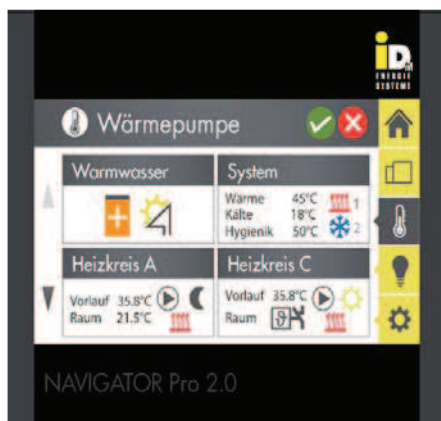 iDM
ENERGIE
SYSTEME
Wärmepumpe
Warmwasser
System
Wärme 45°C 1
Kälte 18°C 2
Hygienik 50°C
Heizkreis A
Vorlauf 35.8°C
Raum 21.5°C
Heizkreis C
Vorlauf 35.8°C
Raum
NAVIGATOR Pro 2.0